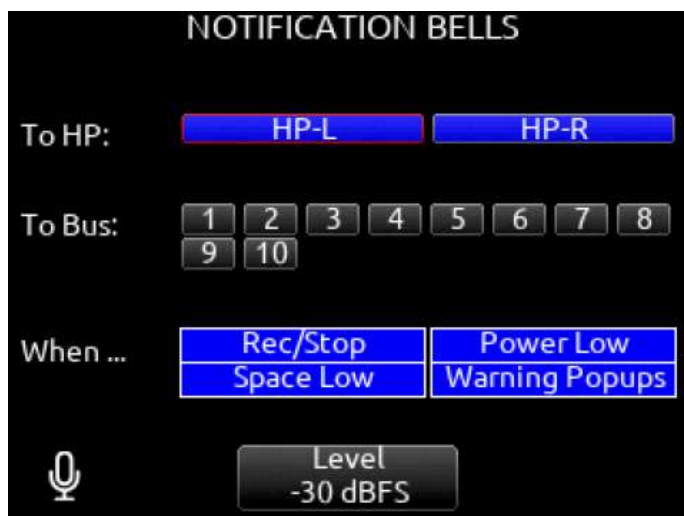 NOTIFICATION BELLS
To HP: HP-L HP-R
To Bus: 1 2 3 4 5 6 7 8
9 10
When ... Rec/Stop Power Low
Space Low Warning Popups
Level
-30 dBFS